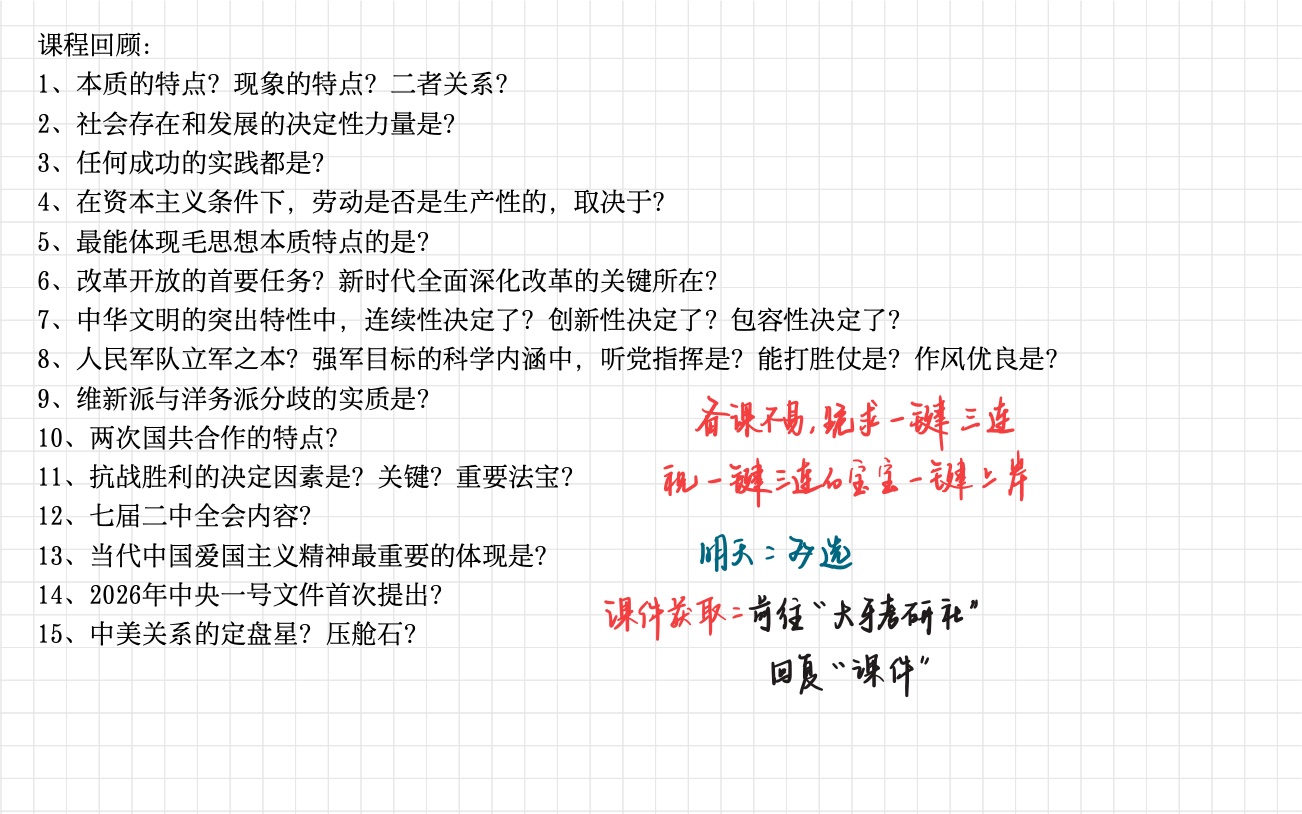 课程回顾：
1、本质的特点？现象的特点？二者关系？
2、社会存在和发展的决定性力量是？
3、任何成功的实践都是？
4、在资本主义条件下，劳动是否是生产性的，取决于？
5、最能体现毛思想本质特点的是？
6、改革开放的首要任务？新时代全面深化改革的关键所在？
7、中华文明的突出特性中，连续性决定了？创新性决定了？包容性决定了？
8、人民军队立军之本？强军目标的科学内涵中，听党指挥是？能打胜仗是？作风优良是？
9、维新派与洋务派分歧的实质是？
备课不易，跪求一键三连
10、两次国共合作的特点？
11、抗战胜利的决定因素是？关键？重要法宝？
祝一键三连的宝宝一键上岸
12、七届二中全会内容？
13、当代中国爱国主义精神最重要的体现是？
明天：多选
14、2026年中央一号文件首次提出？
课件获取：前往“大牙考研社”
15、中美关系的定盘星？压舱石？
回复“课件”